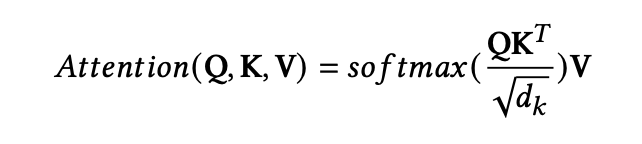 Attention(Q, K, V) = softmax(QK^T / √d_k)V